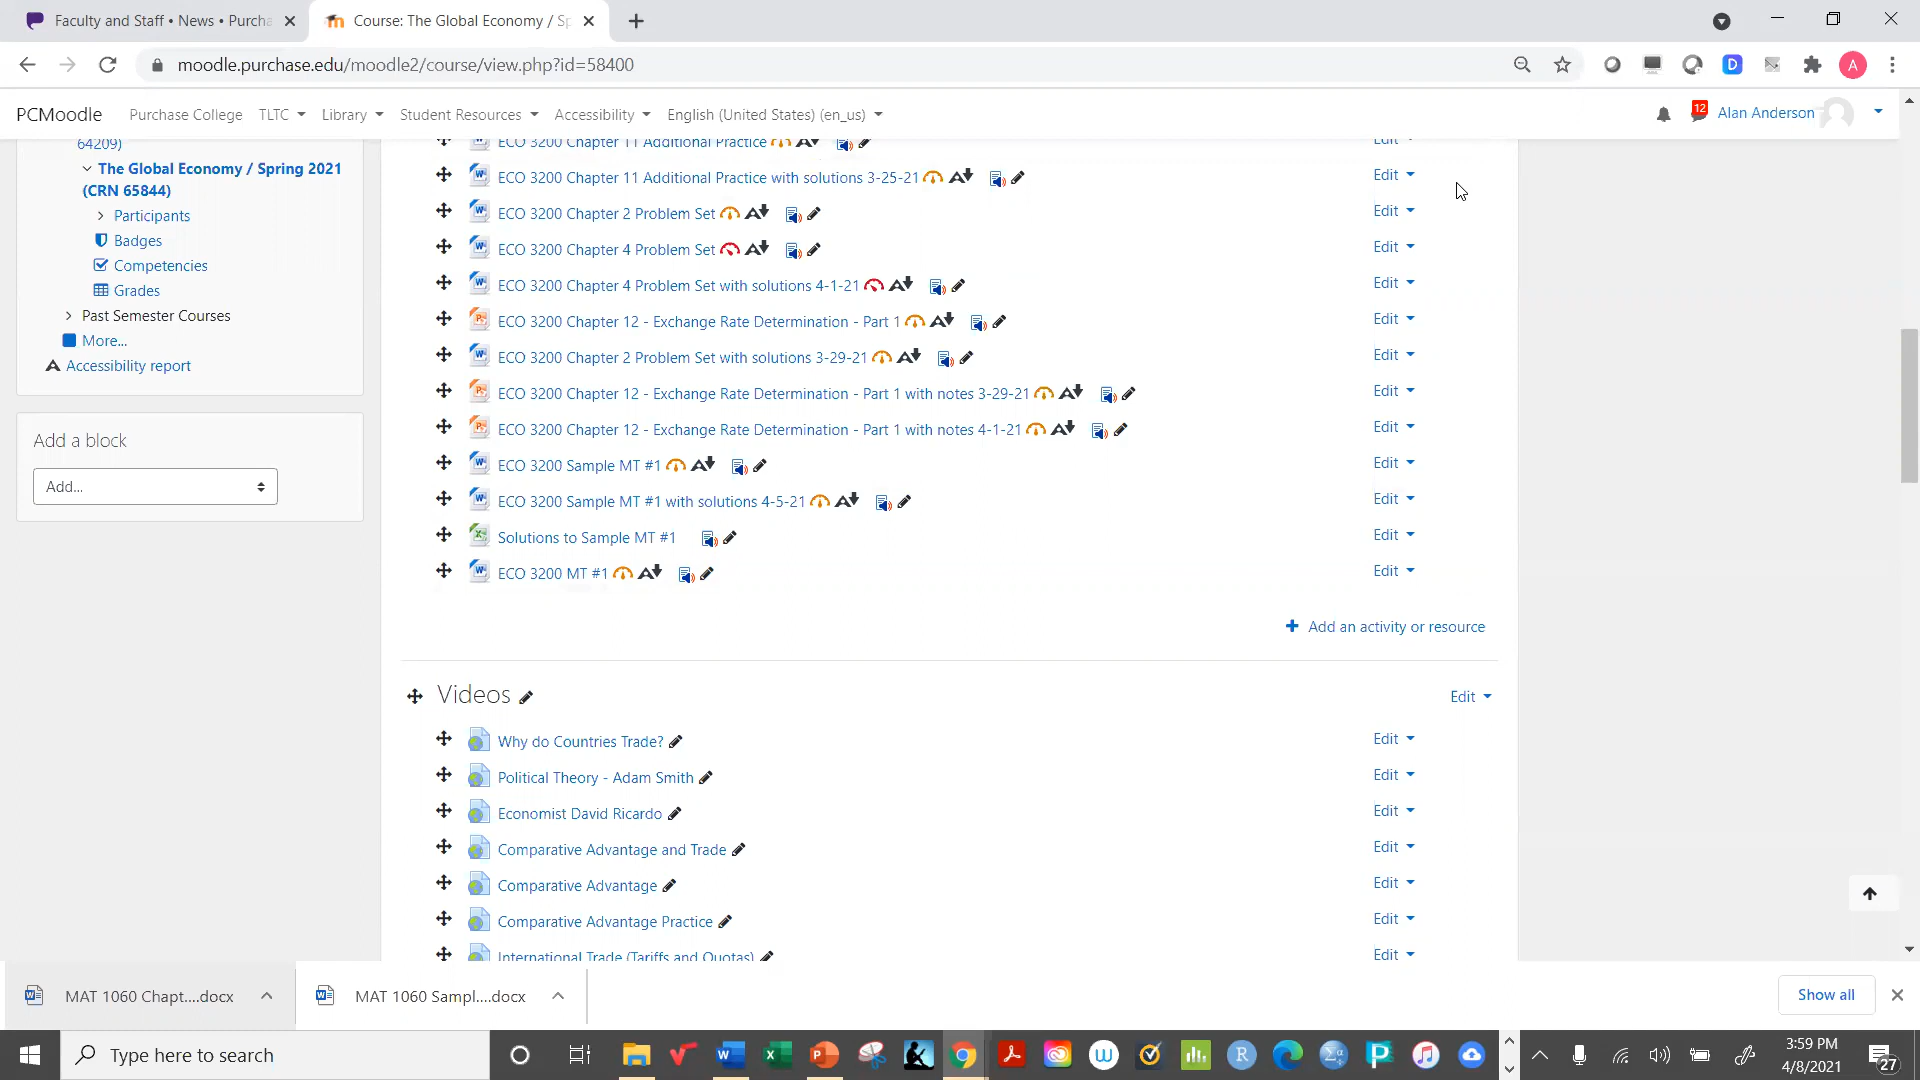 Faculty and Staff • News • Purcha
Course: The Global Economy / Sp
moodle.purchase.edu/moodle2/course/view.php?id=58400
D
A
PCMoodle
Purchase College
TLTC
Library
Student Resources
Accessibility
English (United States) (en_us)
12
Alan Anderson
64209)
The Global Economy / Spring 2021
(CRN 65844)
Participants
Badges
Competencies
Grades
Past Semester Courses
More...
Accessibility report
Add a block
Add...
ECO 3200 Chapter 11 Additional Practice
Edit
ECO 3200 Chapter 11 Additional Practice with solutions 3-25-21
Edit
ECO 3200 Chapter 2 Problem Set
Edit
ECO 3200 Chapter 4 Problem Set
Edit
ECO 3200 Chapter 4 Problem Set with solutions 4-1-21
Edit
ECO 3200 Chapter 12 - Exchange Rate Determination - Part 1
Edit
ECO 3200 Chapter 2 Problem Set with solutions 3-29-21
Edit
ECO 3200 Chapter 12 - Exchange Rate Determination - Part 1 with notes 3-29-21
Edit
ECO 3200 Chapter 12 - Exchange Rate Determination - Part 1 with notes 4-1-21
Edit
ECO 3200 Sample MT #1
Edit
ECO 3200 Sample MT #1 with solutions 4-5-21
Edit
Solutions to Sample MT #1
Edit
ECO 3200 MT #1
Edit
Add an activity or resource
Videos
Edit
Why do Countries Trade?
Edit
Political Theory - Adam Smith
Edit
Economist David Ricardo
Edit
Comparative Advantage and Trade
Edit
Comparative Advantage
Edit
Comparative Advantage Practice
Edit
International Trade (Tariffs and Quotas)
Edit
MAT 1060 Chapt....docx
MAT 1060 Sampl....docx
Show all
Type here to search
3:59 PM
4/8/2021
27